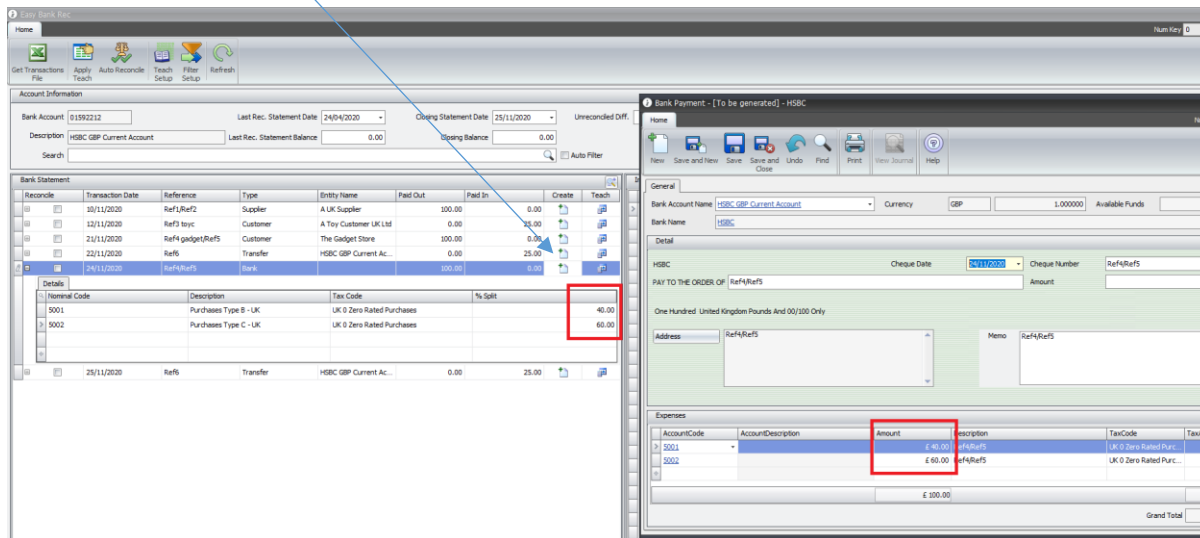 Easy Bank Rec
Home
Num Key 0
Get Transactions File
Apply Teach
Auto Reconcile
Teach Setup
Filter Setup
Refresh
Account Information
Bank Account 01592212
Last Rec. Statement Date 24/04/2020
Closing Statement Date 25/11/2020
Unreconciled Diff.
Description HSBC GBP Current Account
Last Rec. Statement Balance 0.00
Closing Balance 0.00
Search
Auto Filter
Bank Statement
Reconcile Transaction Date Reference Type Entity Name Paid Out Paid In Create Teach
10/11/2020 Ref1/Ref2 Supplier A UK Supplier 100.00 0.00
12/11/2020 Ref3 toyc Customer A Toy Customer UK Ltd 0.00 25.00
21/11/2020 Ref4 gadget/Ref5 Customer The Gadget Store 100.00 0.00
22/11/2020 Ref6 Transfer HSBC GBP Current Ac... 0.00 25.00
24/11/2020 Ref4/Ref5 Bank 100.00 0.00
Details
Nominal Code Description Tax Code % Split
5001 Purchases Type B - UK UK 0 Zero Rated Purchases 40.00
5002 Purchases Type C - UK UK 0 Zero Rated Purchases 60.00
25/11/2020 Ref6 Transfer HSBC GBP Current Ac... 0.00 25.00
Bank Payment - [To be generated] - HSBC
Home
New
Save and New
Save
Save and Close
Undo
Find
Print
View Journal
Help
General
Bank Account Name HSBC GBP Current Account Currency GBP 1.000000 Available Funds
Bank Name HSBC
Detail
HSBC Cheque Date 24/11/2020 Cheque Number Ref4/Ref5
PAY TO THE ORDER OF Ref4/Ref5 Amount
One Hundred United Kingdom Pounds And 00/100 Only
Address Ref4/Ref5 Memo Ref4/Ref5
Expenses
AccountCode AccountDescription Amount Description TaxCode
5001 £ 40.00 Ref4/Ref5 UK 0 Zero Rated Purc...
5002 £ 60.00 Ref4/Ref5 UK 0 Zero Rated Purc...
£ 100.00
Grand Total